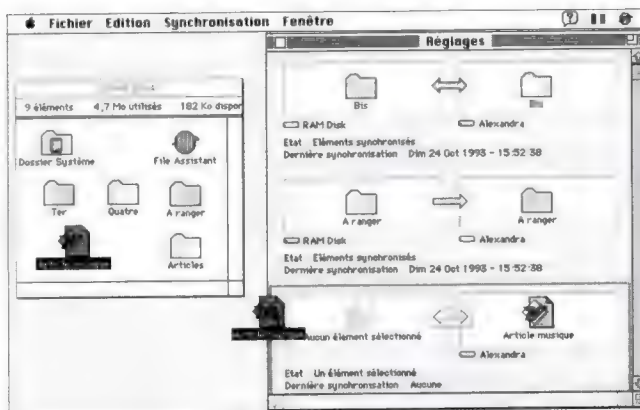 Fichier Edition Synchronisation Fenêtre
9 éléments 4,7 Mo utilisés 182 Ko dispor
Dossier Système
File Assistant
Ter
Quatre
A ranger
Articles
Réglages
Bis
Bis
RAM Disk
Alexandra
Etat Eléments synchronisés
Dernière synchronisation Dim 24 Oct 1993 - 15:52:38
A ranger
A ranger
RAM Disk
Alexandra
Etat Eléments synchronisés
Dernière synchronisation Dim 24 Oct 1993 - 15:52:38
Aucun élément sélectionné
Article musique
Alexandra
Etat Un élément sélectionné
Dernière synchronisation Aucune